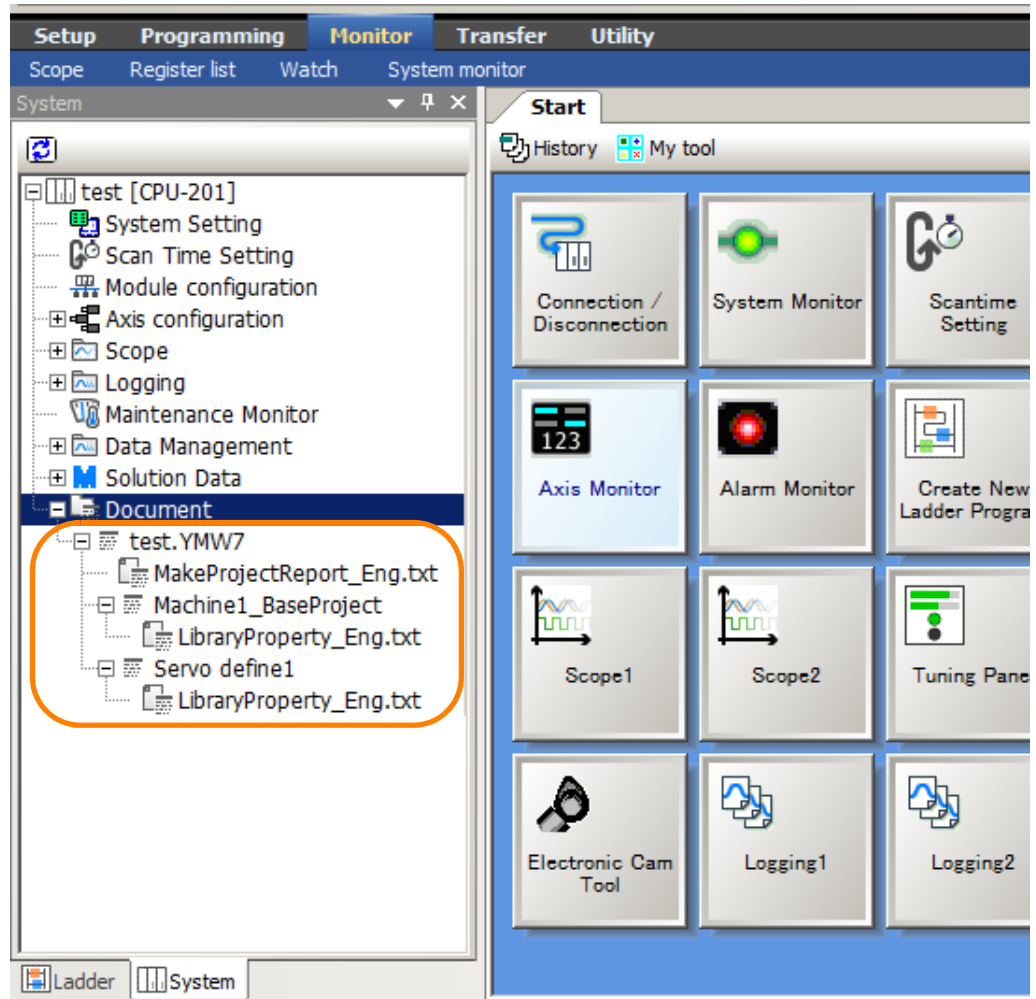 Setup Programming Monitor Transfer Utility
Scope Register list Watch System monitor
System
Start
History My tool
test [CPU-201]
System Setting
Scan Time Setting
Module configuration
Axis configuration
Scope
Logging
Maintenance Monitor
Data Management
Solution Data
Document
test.YMW7
MakeProjectReport_Eng.txt
Machine1_BaseProject
LibraryProperty_Eng.txt
Servo define1
LibraryProperty_Eng.txt
Ladder System
Connection /
Disconnection
System Monitor
Scantime
Setting
123
Axis Monitor
Alarm Monitor
Create New
Ladder Progra
Scope1
Scope2
Tuning Pane
Electronic Cam
Tool
Logging1
Logging2